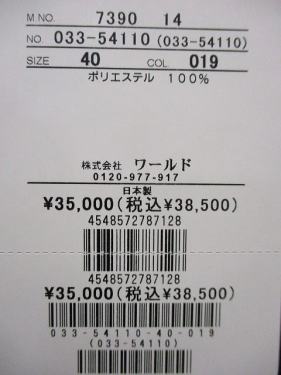 M NO. 7390 14
NO. 033-54110 (033-54110)
SIZE 40 COL. 019
ポリエステル 100%
株式会社 ワールド
0120-977-917
日本製
¥35,000(税込¥38,500)
4548572787128
4548572787128
¥35,000(税込¥38,500)
033-54110-40-019
(033-54110)